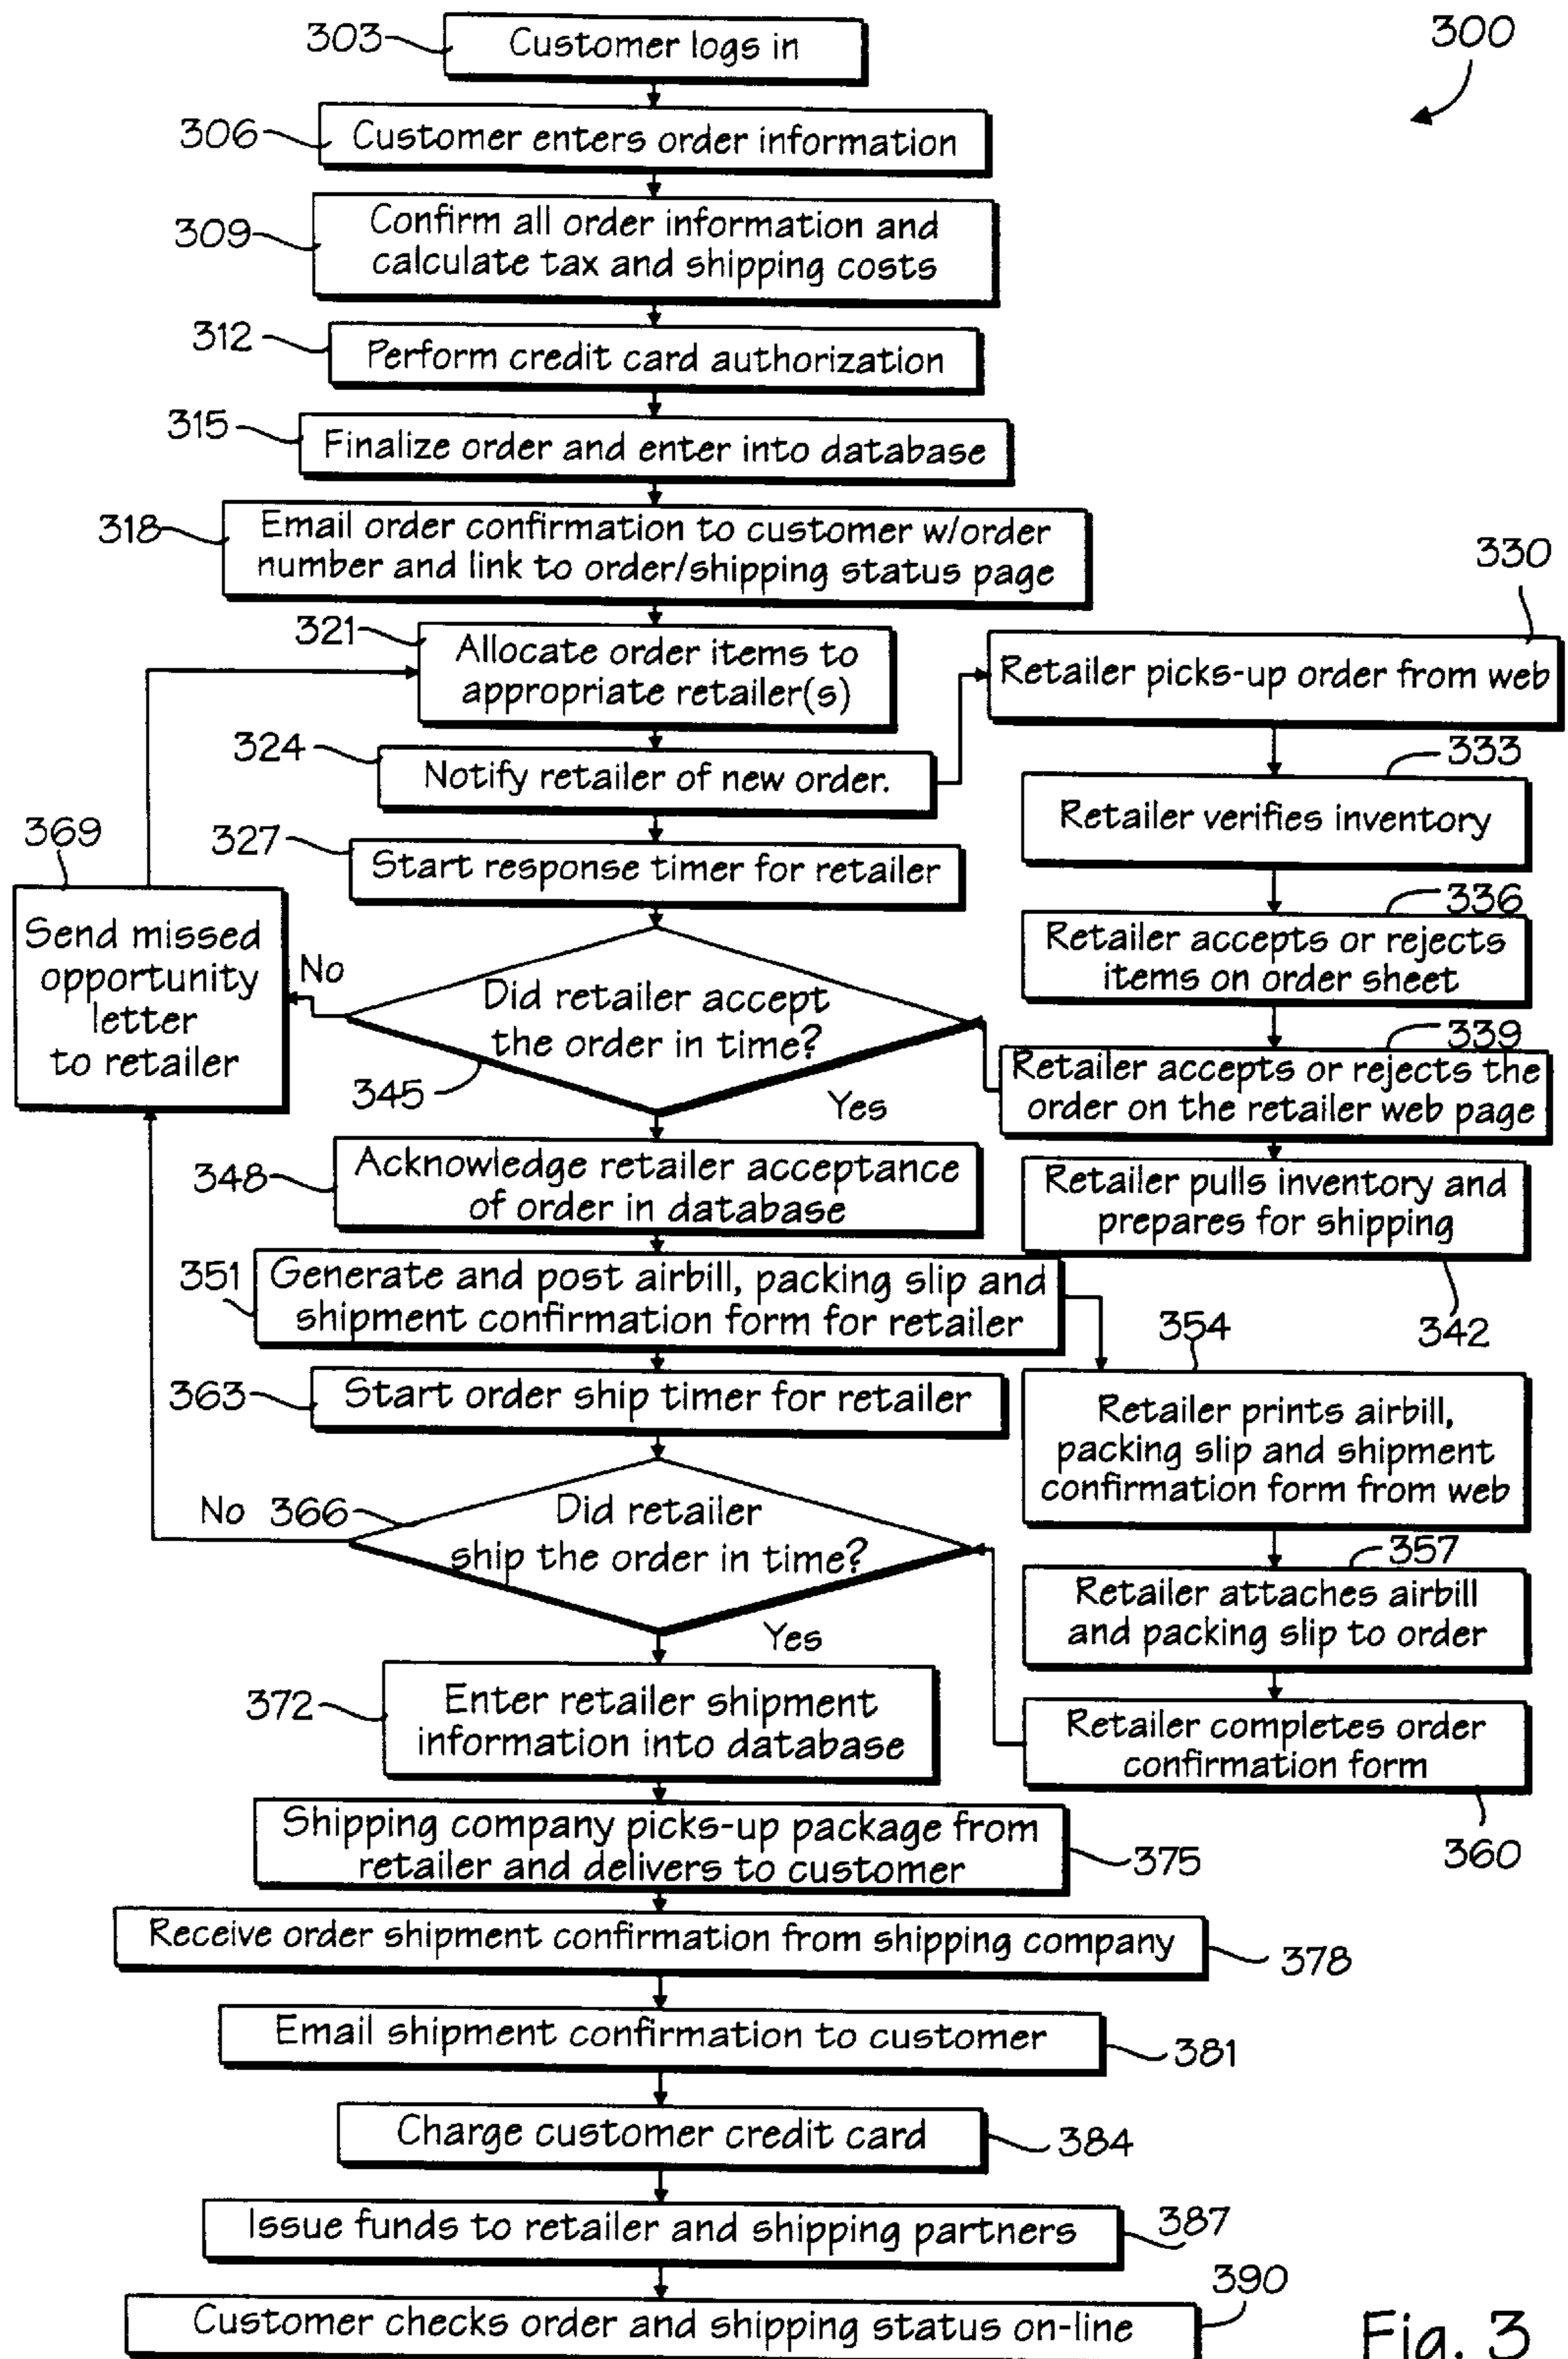 300
303
Customer logs in
306
Customer enters order information
309
Confirm all order information and
calculate tax and shipping costs
312
Perform credit card authorization
315
Finalize order and enter into database
318
Email order confirmation to customer w/order
number and link to order/shipping status page
321
Allocate order items to
appropriate retailer(s)
324
Notify retailer of new order.
327
Start response timer for retailer
330
Retailer picks-up order from web
333
Retailer verifies inventory
336
Retailer accepts or rejects
items on order sheet
339
Retailer accepts or rejects the
order on the retailer web page
Retailer pulls inventory and
prepares for shipping
342
369
Send missed
opportunity
letter
to retailer
No
Did retailer accept
the order in time?
345
Yes
348
Acknowledge retailer acceptance
of order in database
351
Generate and post airbill, packing slip and
shipment confirmation form for retailer
354
Retailer prints airbill,
packing slip and shipment
confirmation form from web
357
Retailer attaches airbill
and packing slip to order
Retailer completes order
confirmation form
360
363
Start order ship timer for retailer
No
366
Did retailer
ship the order in time?
Yes
372
Enter retailer shipment
information into database
Shipping company picks-up package from
retailer and delivers to customer
375
Receive order shipment confirmation from shipping company
378
Email shipment confirmation to customer
381
Charge customer credit card
384
Issue funds to retailer and shipping partners
387
390
Customer checks order and shipping status on-line
Fig. 3